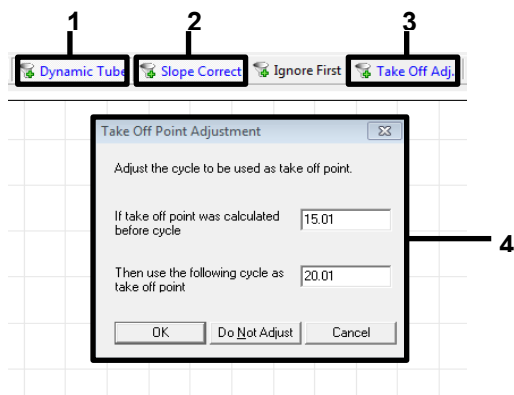 1 2 3
Dynamic Tube Slope Correct Ignore First Take Off Adj.
Take Off Point Adjustment
Adjust the cycle to be used as take off point.
If take off point was calculated
before cycle
15.01
4
Then use the following cycle as
take off point
20.01
OK Do Not Adjust Cancel